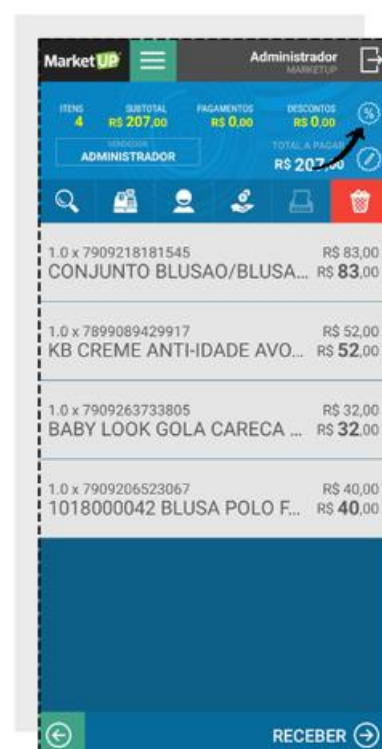 MarketUP
Administrador
MARKETUP
ITENS SUBTOTAL PAGAMENTOS DESCONTOS
4 R$ 207,00 R$ 0,00 R$ 0,00
%
VENDEDOR TOTAL A PAGAR
ADMINISTRADOR R$ 207,00
1.0 x 7909218181545 R$ 83,00
CONJUNTO BLUSAO/BLUSA... R$ 83,00
1.0 x 7899089429917 R$ 52,00
KB CREME ANTI-IDADE AVO... R$ 52,00
1.0 x 7909263733805 R$ 32,00
BABY LOOK GOLA CARECA ... R$ 32,00
1.0 x 7909206523067 R$ 40,00
1018000042 BLUSA POLO F... R$ 40,00
RECEBER